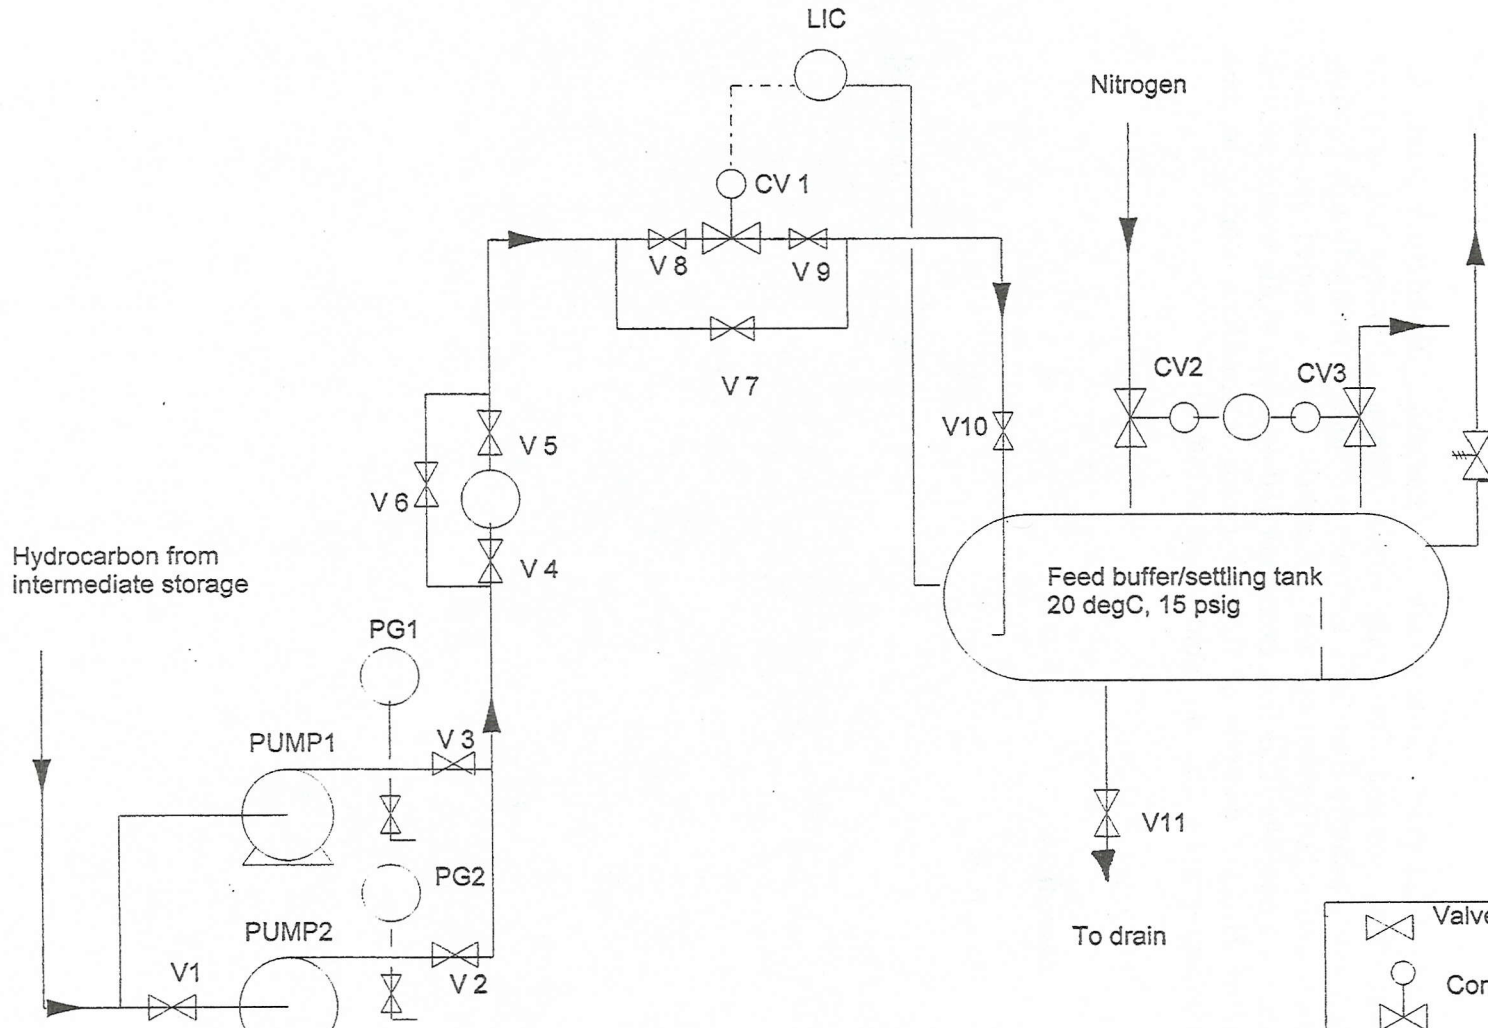 LIC
Nitrogen
CV 1
V 8
V 9
V 7
CV2
CV3
V10
V 5
V 6
V 4
Hydrocarbon from
intermediate storage
Feed buffer/settling tank
20 degC, 15 psig
PG1
PUMP1
V 3
V11
PG2
PUMP2
To drain
V1
V 2
Valve
Con